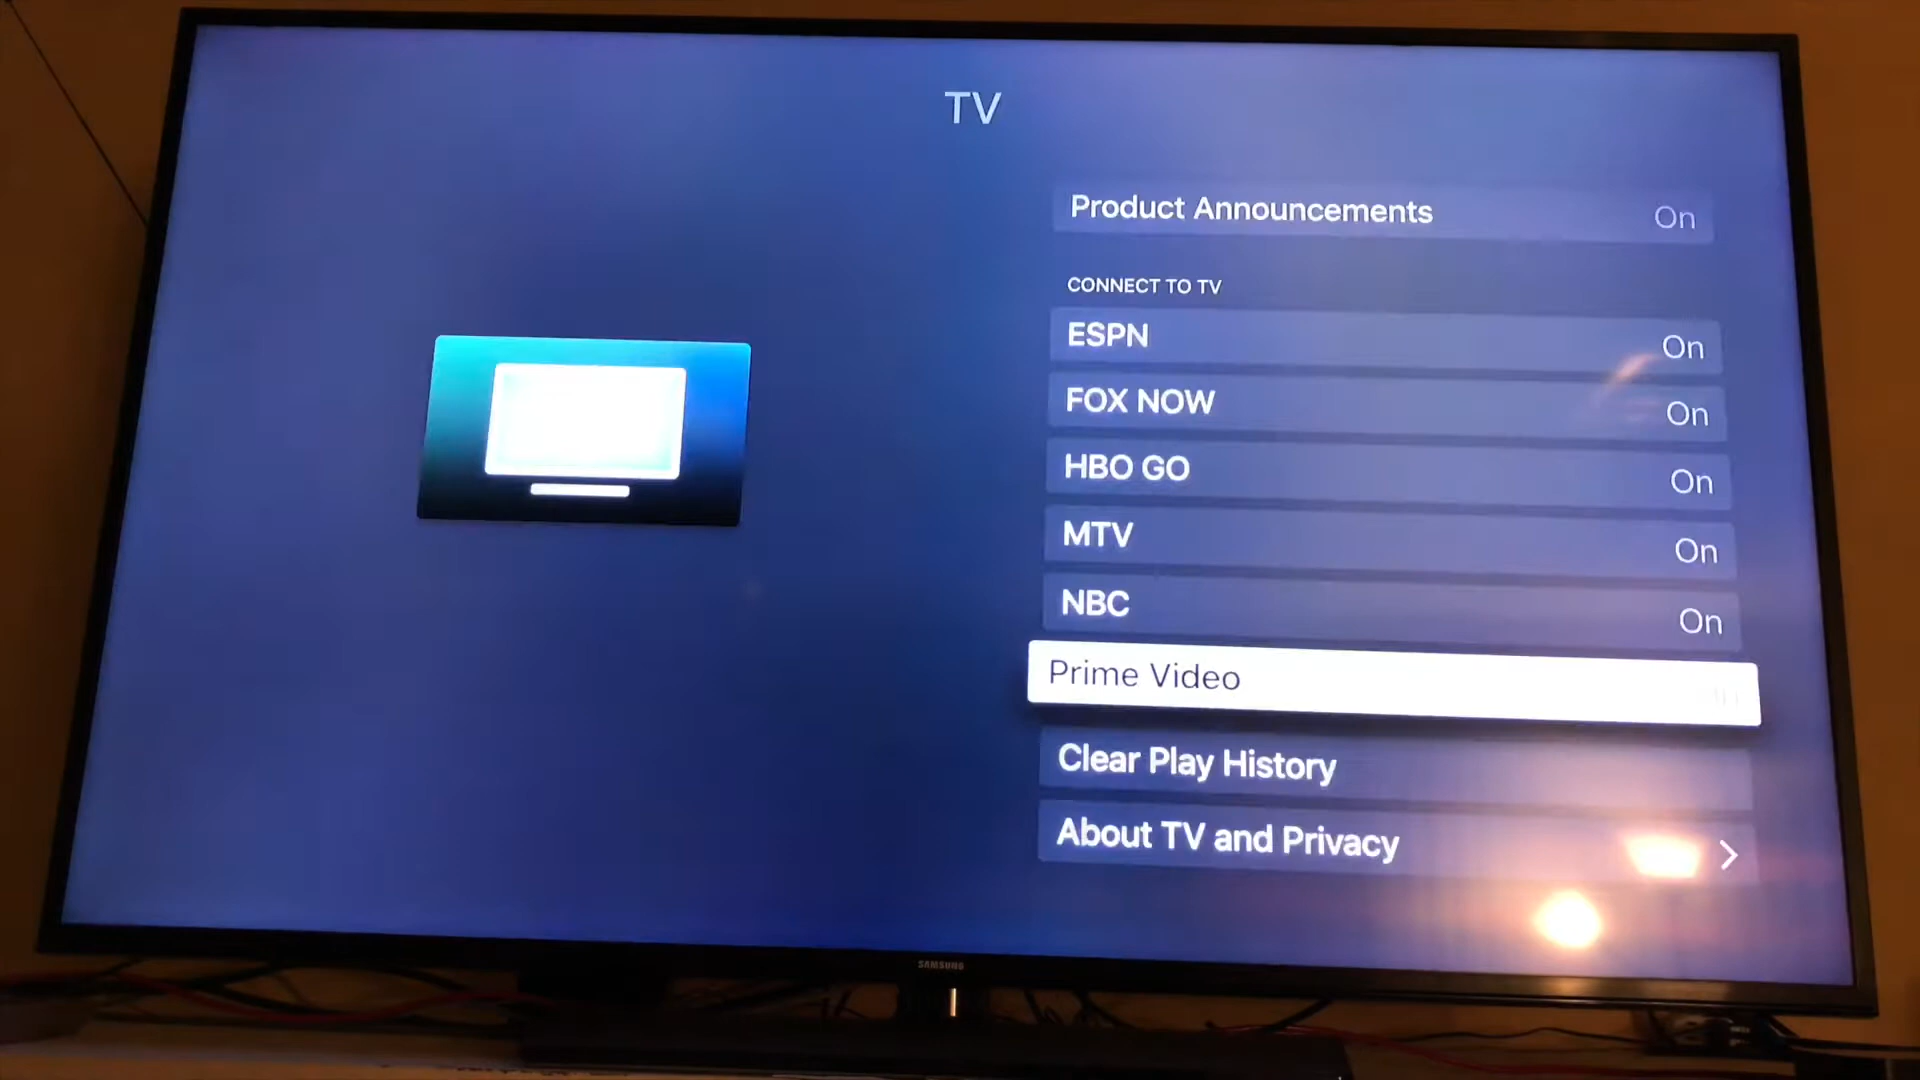 TV
Product Announcements On
CONNECT TO TV
ESPN On
FOX NOW On
HBO GO On
MTV On
NBC On
Prime Video
Clear Play History
About TV and Privacy
SAMSUNG